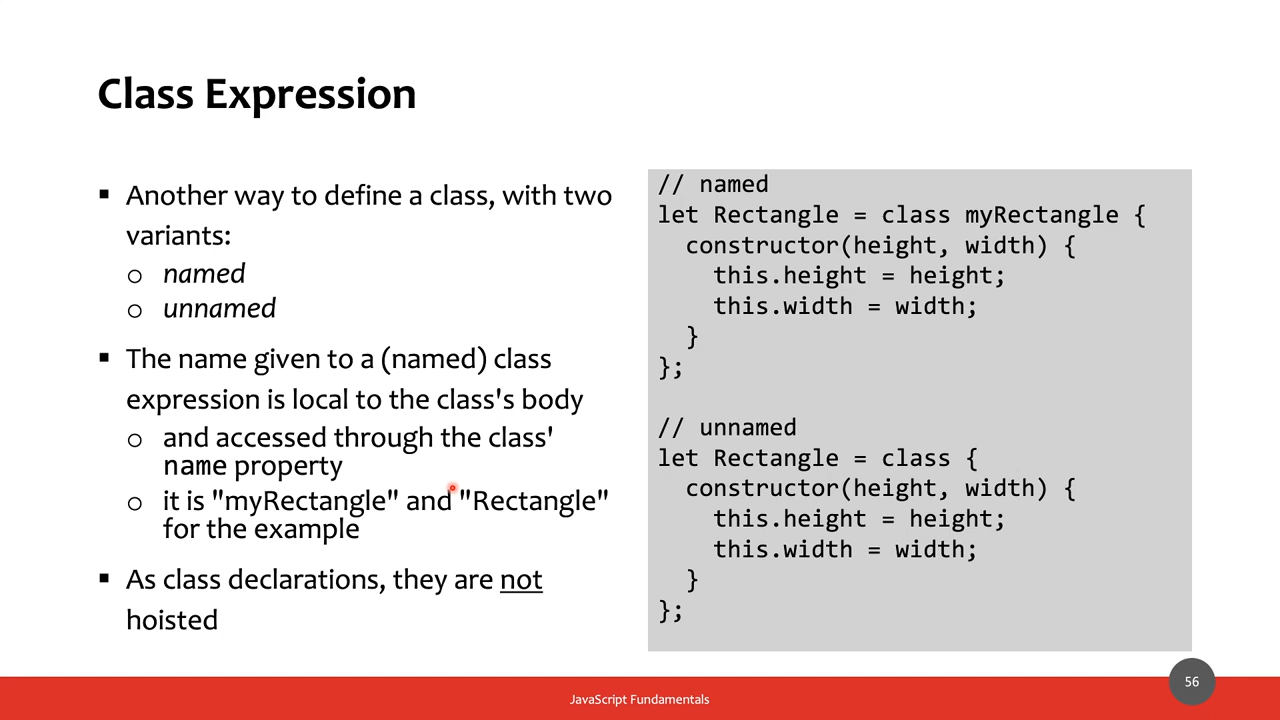 Class Expression
▪ Another way to define a class, with two
variants:
o named
o unnamed
▪ The name given to a (named) class
expression is local to the class's body
o and accessed through the class'
name property
o it is "myRectangle" and "Rectangle"
for the example
▪ As class declarations, they are not
hoisted
// named
let Rectangle = class myRectangle {
  constructor(height, width) {
    this.height = height;
    this.width = width;
  }
};
// unnamed
let Rectangle = class {
  constructor(height, width) {
    this.height = height;
    this.width = width;
  }
};
JavaScript Fundamentals
56